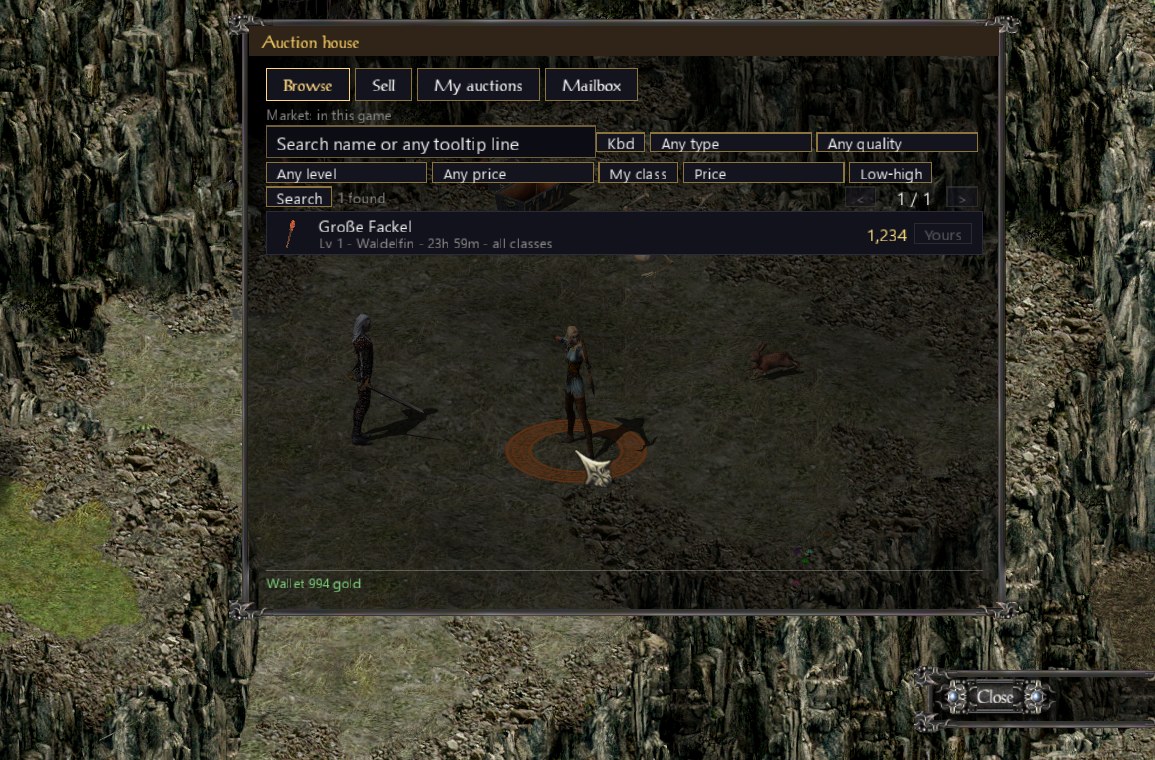 Auction house
Browse Sell My auctions Mailbox
Market: in this game
Search name or any tooltip line Kbd Any type Any quality
Any level Any price My class Price Low-high
Search 1 found < 1 / 1 >
Große Fackel
Lv 1 - Waldelfin - 23h 59m - all classes
1,234 Yours
Wallet 994 gold
Close